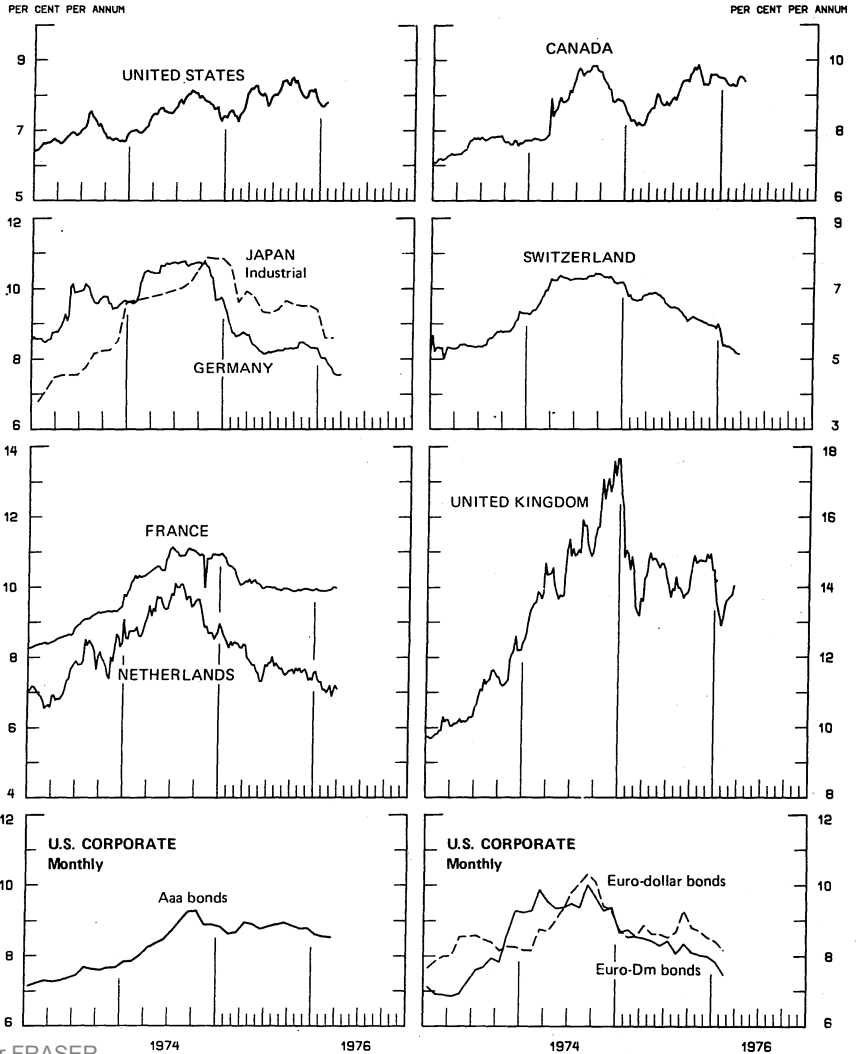 PER CENT PER ANNUM
PER CENT PER ANNUM
9
UNITED STATES
7
5
10
CANADA
8
6
12
JAPAN
Industrial
10
GERMANY
8
6
9
SWITZERLAND
7
5
3
14
12
FRANCE
10
8
NETHERLANDS
6
4
18
UNITED KINGDOM
16
14
12
10
8
12
U.S. CORPORATE
Monthly
10
Aaa bonds
8
6
12
U.S. CORPORATE
Monthly
Euro-dollar bonds
10
8
Euro-Dm bonds
6
1974
1976
1974
1976
r FRASER